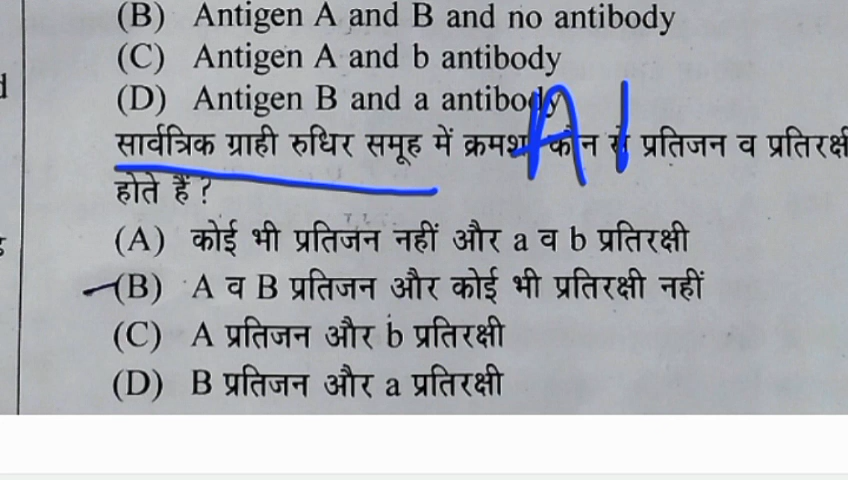 (B) Antigen A and B and no antibody
(C) Antigen A and b antibody
(D) Antigen B and a antibody
सार्वत्रिक ग्राही रुधिर समूह में क्रमश कौन से प्रतिजन व प्रतिरक्षी
होते हैं ?
(A) कोई भी प्रतिजन नहीं और a व b प्रतिरक्षी
(B) A व B प्रतिजन और कोई भी प्रतिरक्षी नहीं
(C) A प्रतिजन और b प्रतिरक्षी
(D) B प्रतिजन और a प्रतिरक्षी